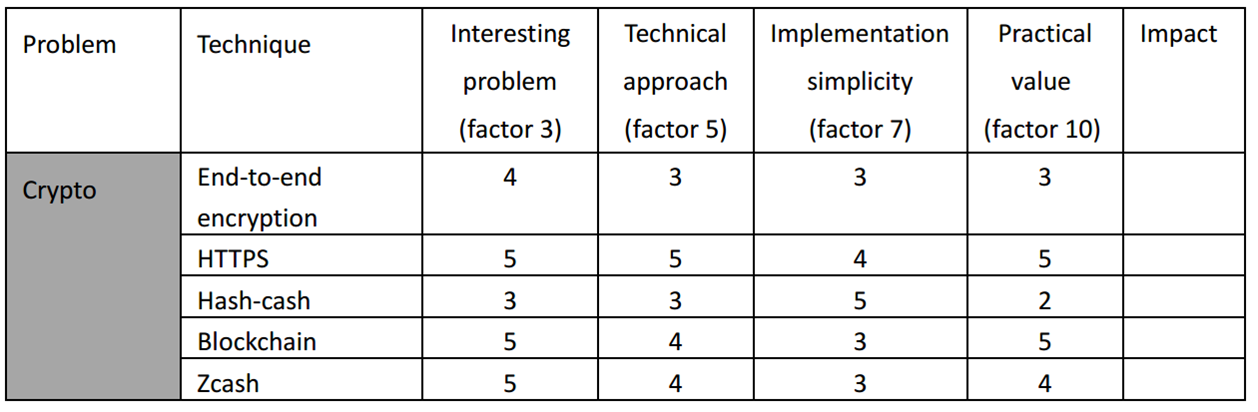 Problem Technique Interesting problem (factor 3) Technical approach (factor 5) Implementation simplicity (factor 7) Practical value (factor 10) Impact
Crypto End-to-end encryption 4 3 3 3
HTTPS 5 5 4 5
Hash-cash 3 3 5 2
Blockchain 5 4 3 5
Zcash 5 4 3 4